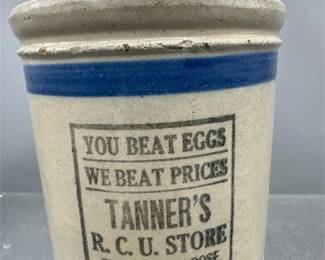 YOU BEAT EGGS
WE BEAT PRICES
TANNER'S
R. C. U. STORE